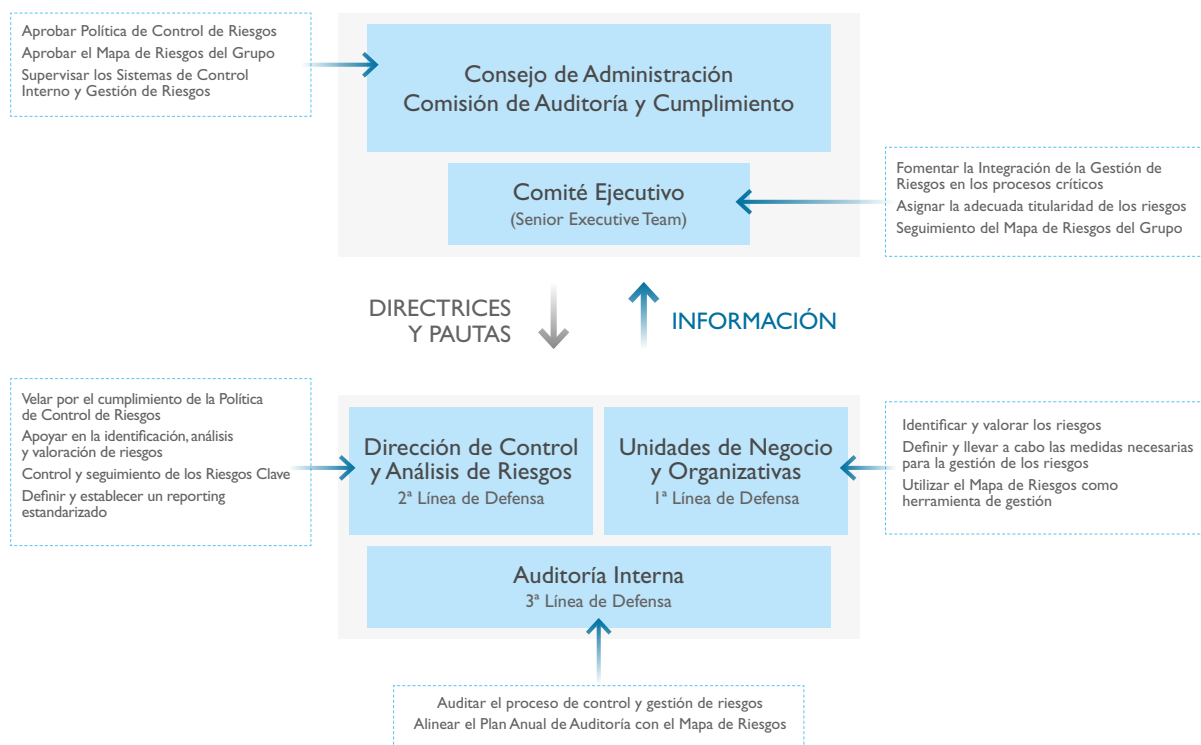 Aprobar Política de Control de Riesgos
Aprobar el Mapa de Riesgos del Grupo
Supervisar los Sistemas de Control
Interno y Gestión de Riesgos
Consejo de Administración
Comisión de Auditoría y Cumplimiento
Comité Ejecutivo
(Senior Executive Team)
Fomentar la Integración de la Gestión de
Riesgos en los procesos críticos
Asignar la adecuada titularidad de los riesgos
Seguimiento del Mapa de Riesgos del Grupo
DIRECTRICES
Y PAUTAS
INFORMACIÓN
Velar por el cumplimiento de la Política
de Control de Riesgos
Apoyar en la identificación, análisis
y valoración de riesgos
Control y seguimiento de los Riesgos Clave
Definir y establecer un reporting
estandarizado
Dirección de Control
y Análisis de Riesgos
2ª Línea de Defensa
Unidades de Negocio
y Organizativas
1ª Línea de Defensa
Identificar y valorar los riesgos
Definir y llevar a cabo las medidas necesarias
para la gestión de los riesgos
Utilizar el Mapa de Riesgos como
herramienta de gestión
Auditoría Interna
3ª Línea de Defensa
Auditar el proceso de control y gestión de riesgos
Alinear el Plan Anual de Auditoría con el Mapa de Riesgos